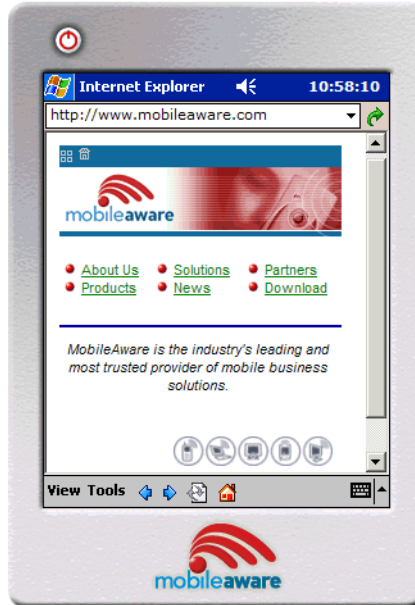 Internet Explorer 10:58:10
http://www.mobileaware.com
mobileaware
About Us Solutions Partners
Products News Download
MobileAware is the industry's leading and
most trusted provider of mobile business
solutions.
View Tools
mobileaware